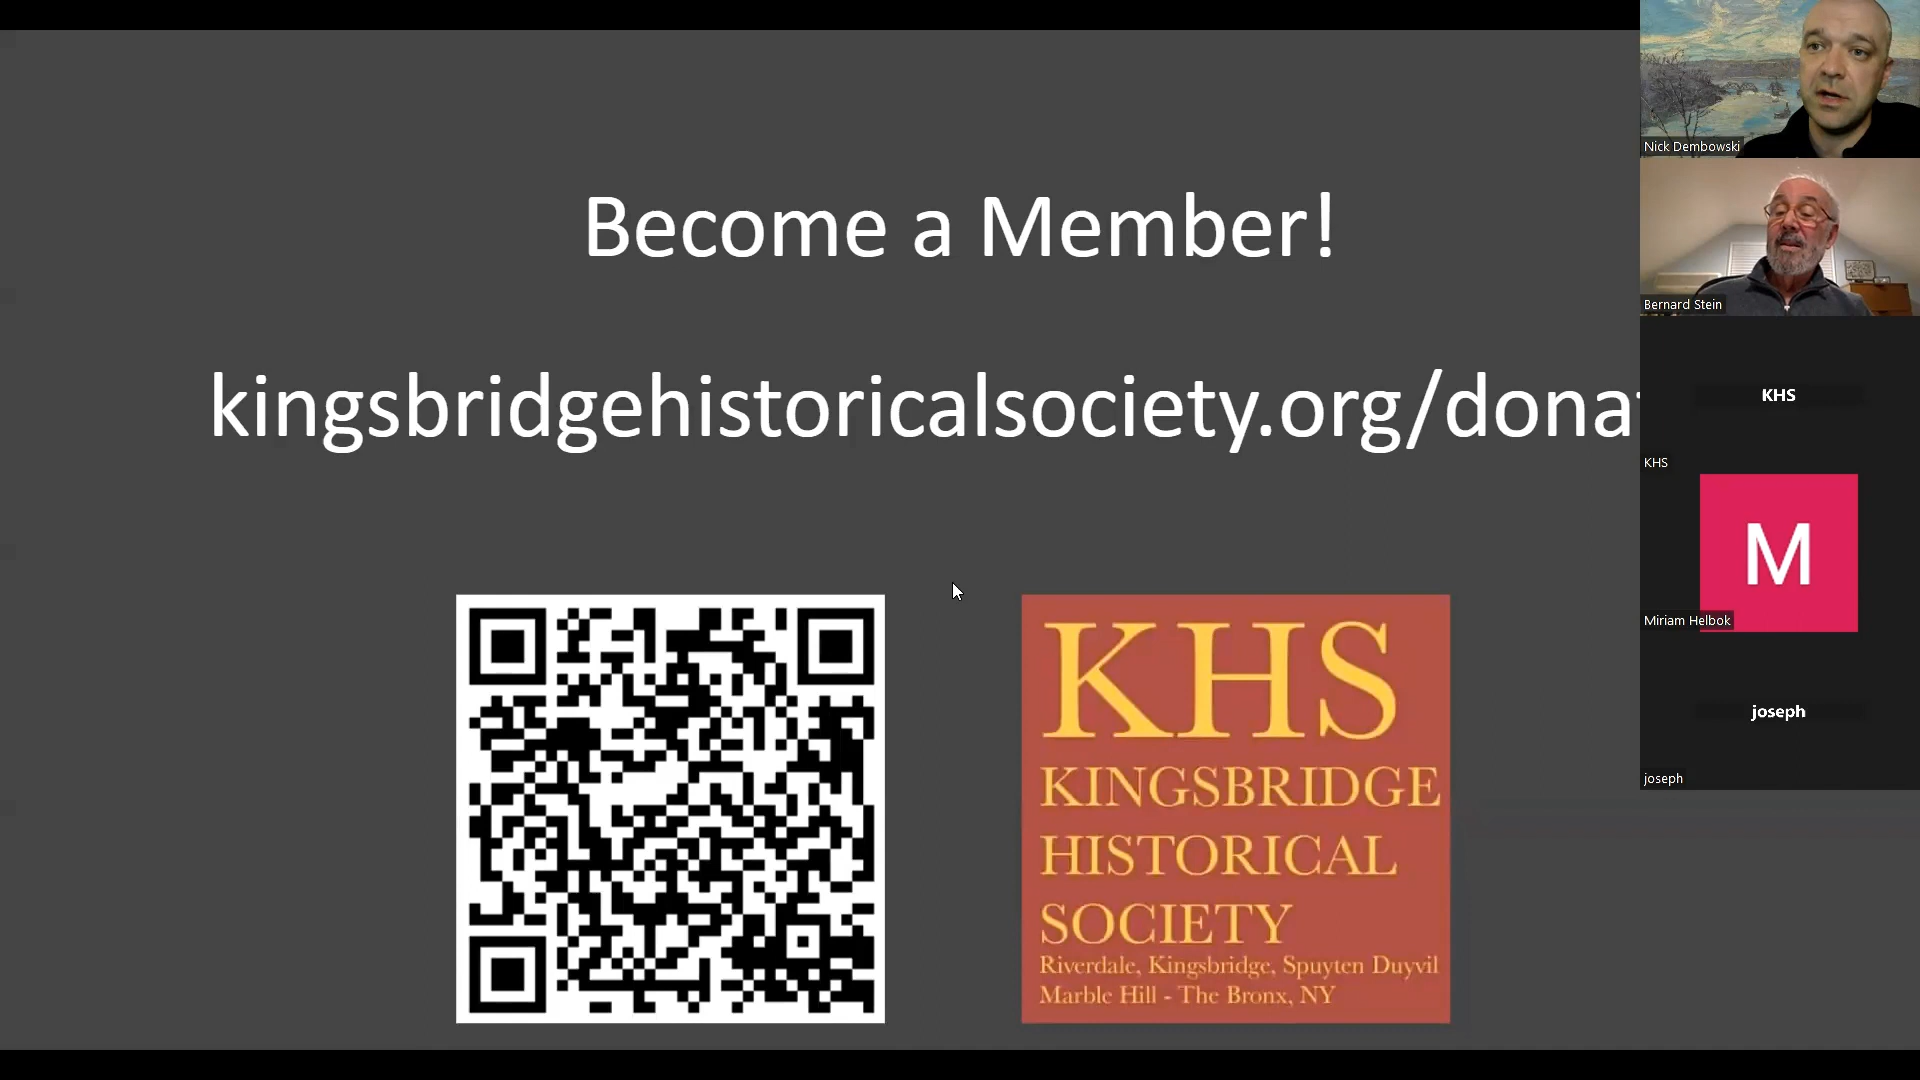 Become a Member!
kingsbridgehistoricalsociety.org/dona
KHS
KINGSBRIDGE
HISTORICAL
SOCIETY
Riverdale, Kingsbridge, Spuyten Duyvil
Marble Hill - The Bronx, NY
Nick Dembowski
Bernard Stein
KHS
KHS
M
Miriam Helbok
joseph
joseph